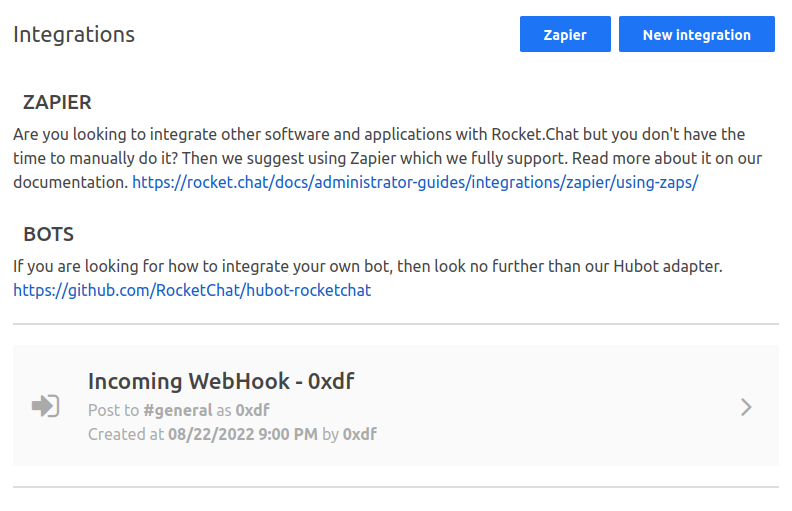 Integrations
Zapier
New integration
ZAPIER
Are you looking to integrate other software and applications with Rocket.Chat but you don't have the
time to manually do it? Then we suggest using Zapier which we fully support. Read more about it on our
documentation. https://rocket.chat/docs/administrator-guides/integrations/zapier/using-zaps/
BOTS
If you are looking for how to integrate your own bot, then look no further than our Hubot adapter.
https://github.com/RocketChat/hubot-rocketchat
Incoming WebHook - 0xdf
Post to #general as 0xdf
Created at 08/22/2022 9:00 PM by 0xdf